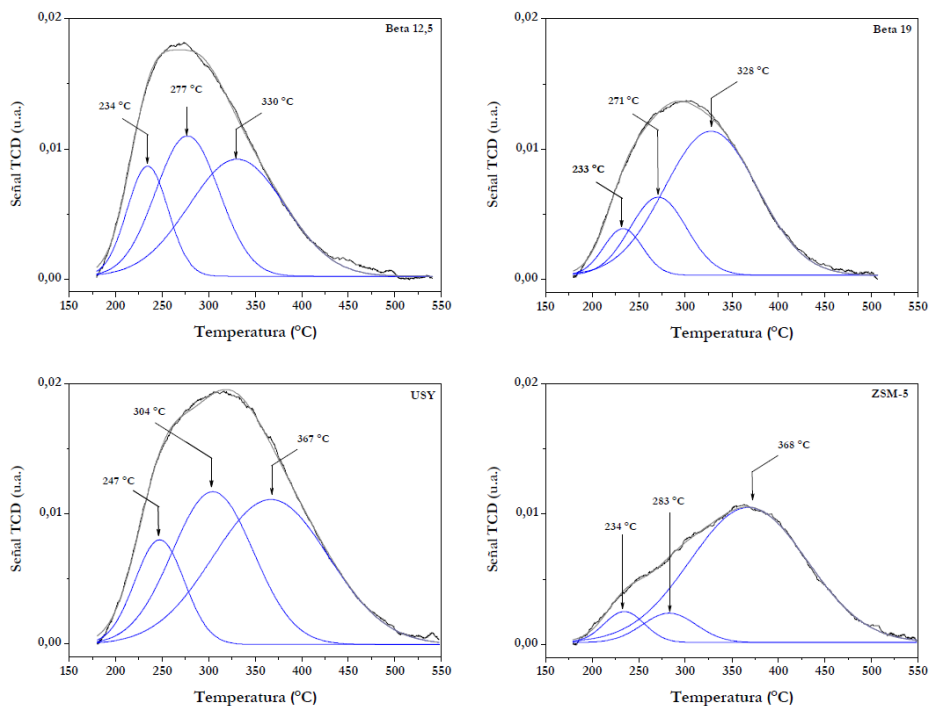 Beta 12,5
0,02
0,01
0,00
Señal TCD (u.a.)
234 °C
277 °C
330 °C
150 200 250 300 350 400 450 500 550
Temperatura (°C)
Beta 19
0,02
0,01
0,00
Señal TCD (u.a.)
233 °C
271 °C
328 °C
150 200 250 300 350 400 450 500 550
Temperatura (°C)
USY
0,02
0,01
0,00
Señal TCD (u.a.)
247 °C
304 °C
367 °C
150 200 250 300 350 400 450 500 550
Temperatura (°C)
ZSM-5
0,02
0,01
0,00
Señal TCD (u.a.)
234 °C
283 °C
368 °C
150 200 250 300 350 400 450 500 550
Temperatura (°C)